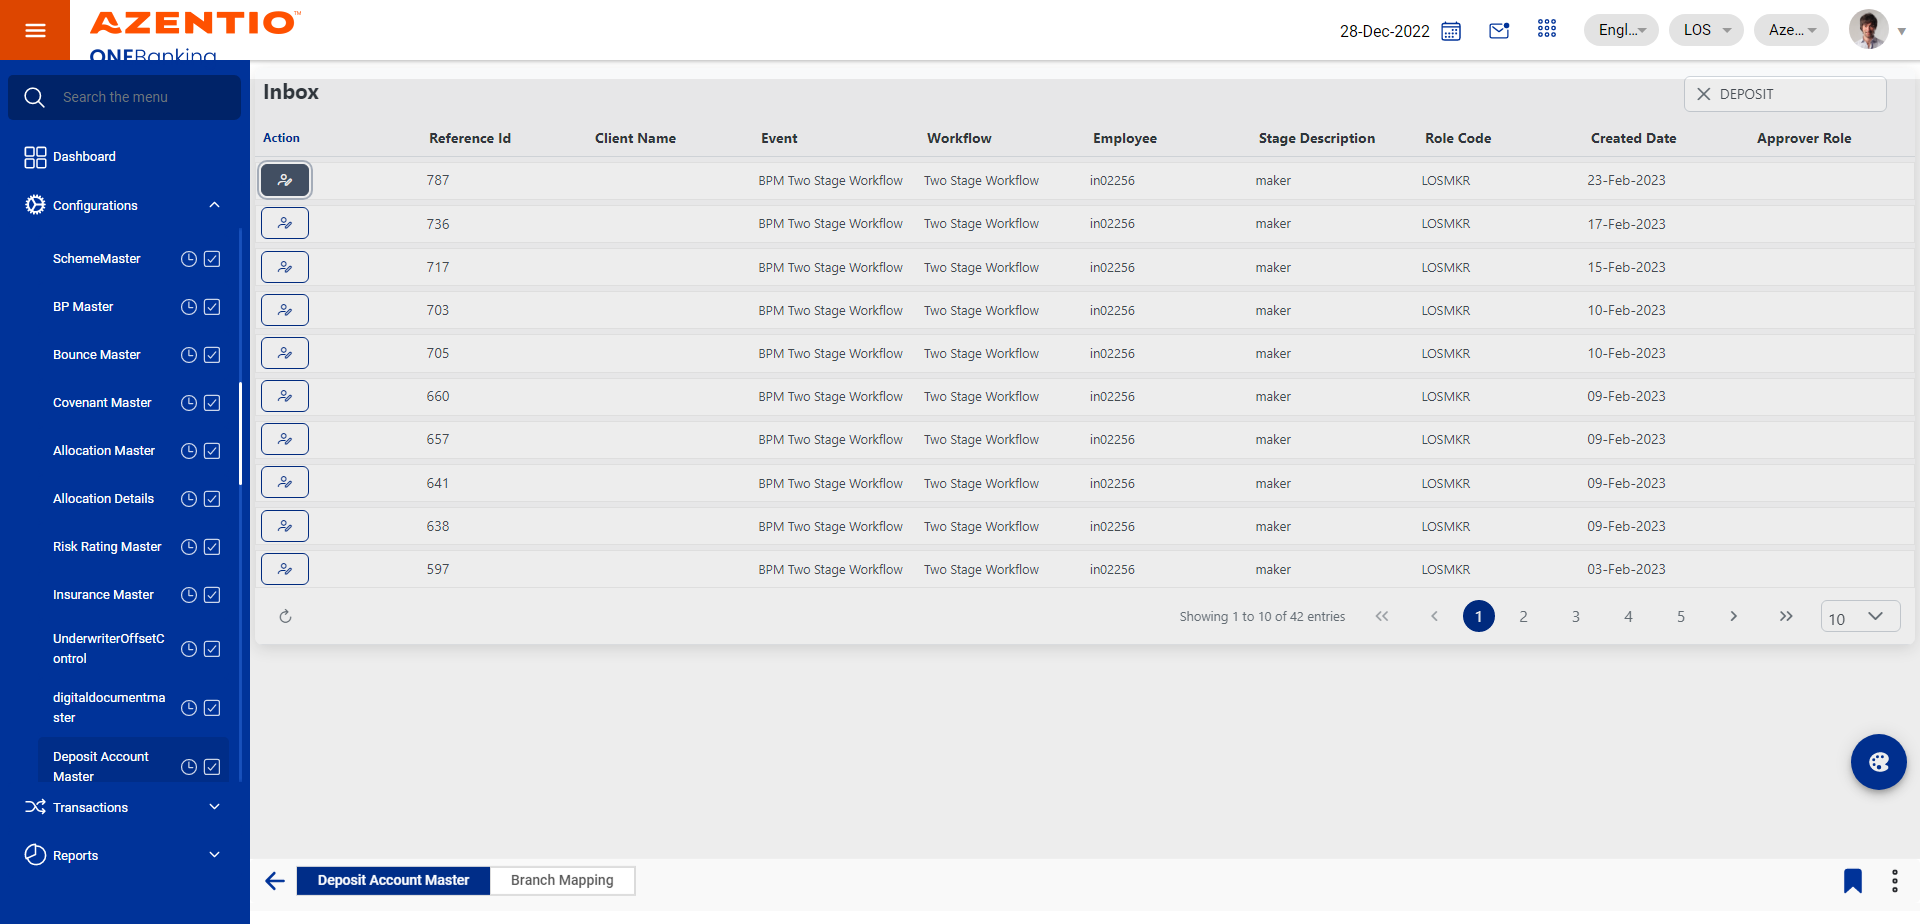 AZENTIO™
ONEBanking
28-Dec-2022
Engl...
LOS
Aze...
Search the menu
Dashboard
Configurations
SchemeMaster
BP Master
Bounce Master
Covenant Master
Allocation Master
Allocation Details
Risk Rating Master
Insurance Master
UnderwriterOffsetC
ontrol
digitaldocumentma
ster
Deposit Account
Master
Transactions
Reports
Inbox
DEPOSIT
Action Reference Id Client Name Event Workflow Employee Stage Description Role Code Created Date Approver Role
787 BPM Two Stage Workflow Two Stage Workflow in02256 maker LOSMKR 23-Feb-2023
736 BPM Two Stage Workflow Two Stage Workflow in02256 maker LOSMKR 17-Feb-2023
717 BPM Two Stage Workflow Two Stage Workflow in02256 maker LOSMKR 15-Feb-2023
703 BPM Two Stage Workflow Two Stage Workflow in02256 maker LOSMKR 10-Feb-2023
705 BPM Two Stage Workflow Two Stage Workflow in02256 maker LOSMKR 10-Feb-2023
660 BPM Two Stage Workflow Two Stage Workflow in02256 maker LOSMKR 09-Feb-2023
657 BPM Two Stage Workflow Two Stage Workflow in02256 maker LOSMKR 09-Feb-2023
641 BPM Two Stage Workflow Two Stage Workflow in02256 maker LOSMKR 09-Feb-2023
638 BPM Two Stage Workflow Two Stage Workflow in02256 maker LOSMKR 09-Feb-2023
597 BPM Two Stage Workflow Two Stage Workflow in02256 maker LOSMKR 03-Feb-2023
Showing 1 to 10 of 42 entries 1 2 3 4 5 10
Deposit Account Master Branch Mapping